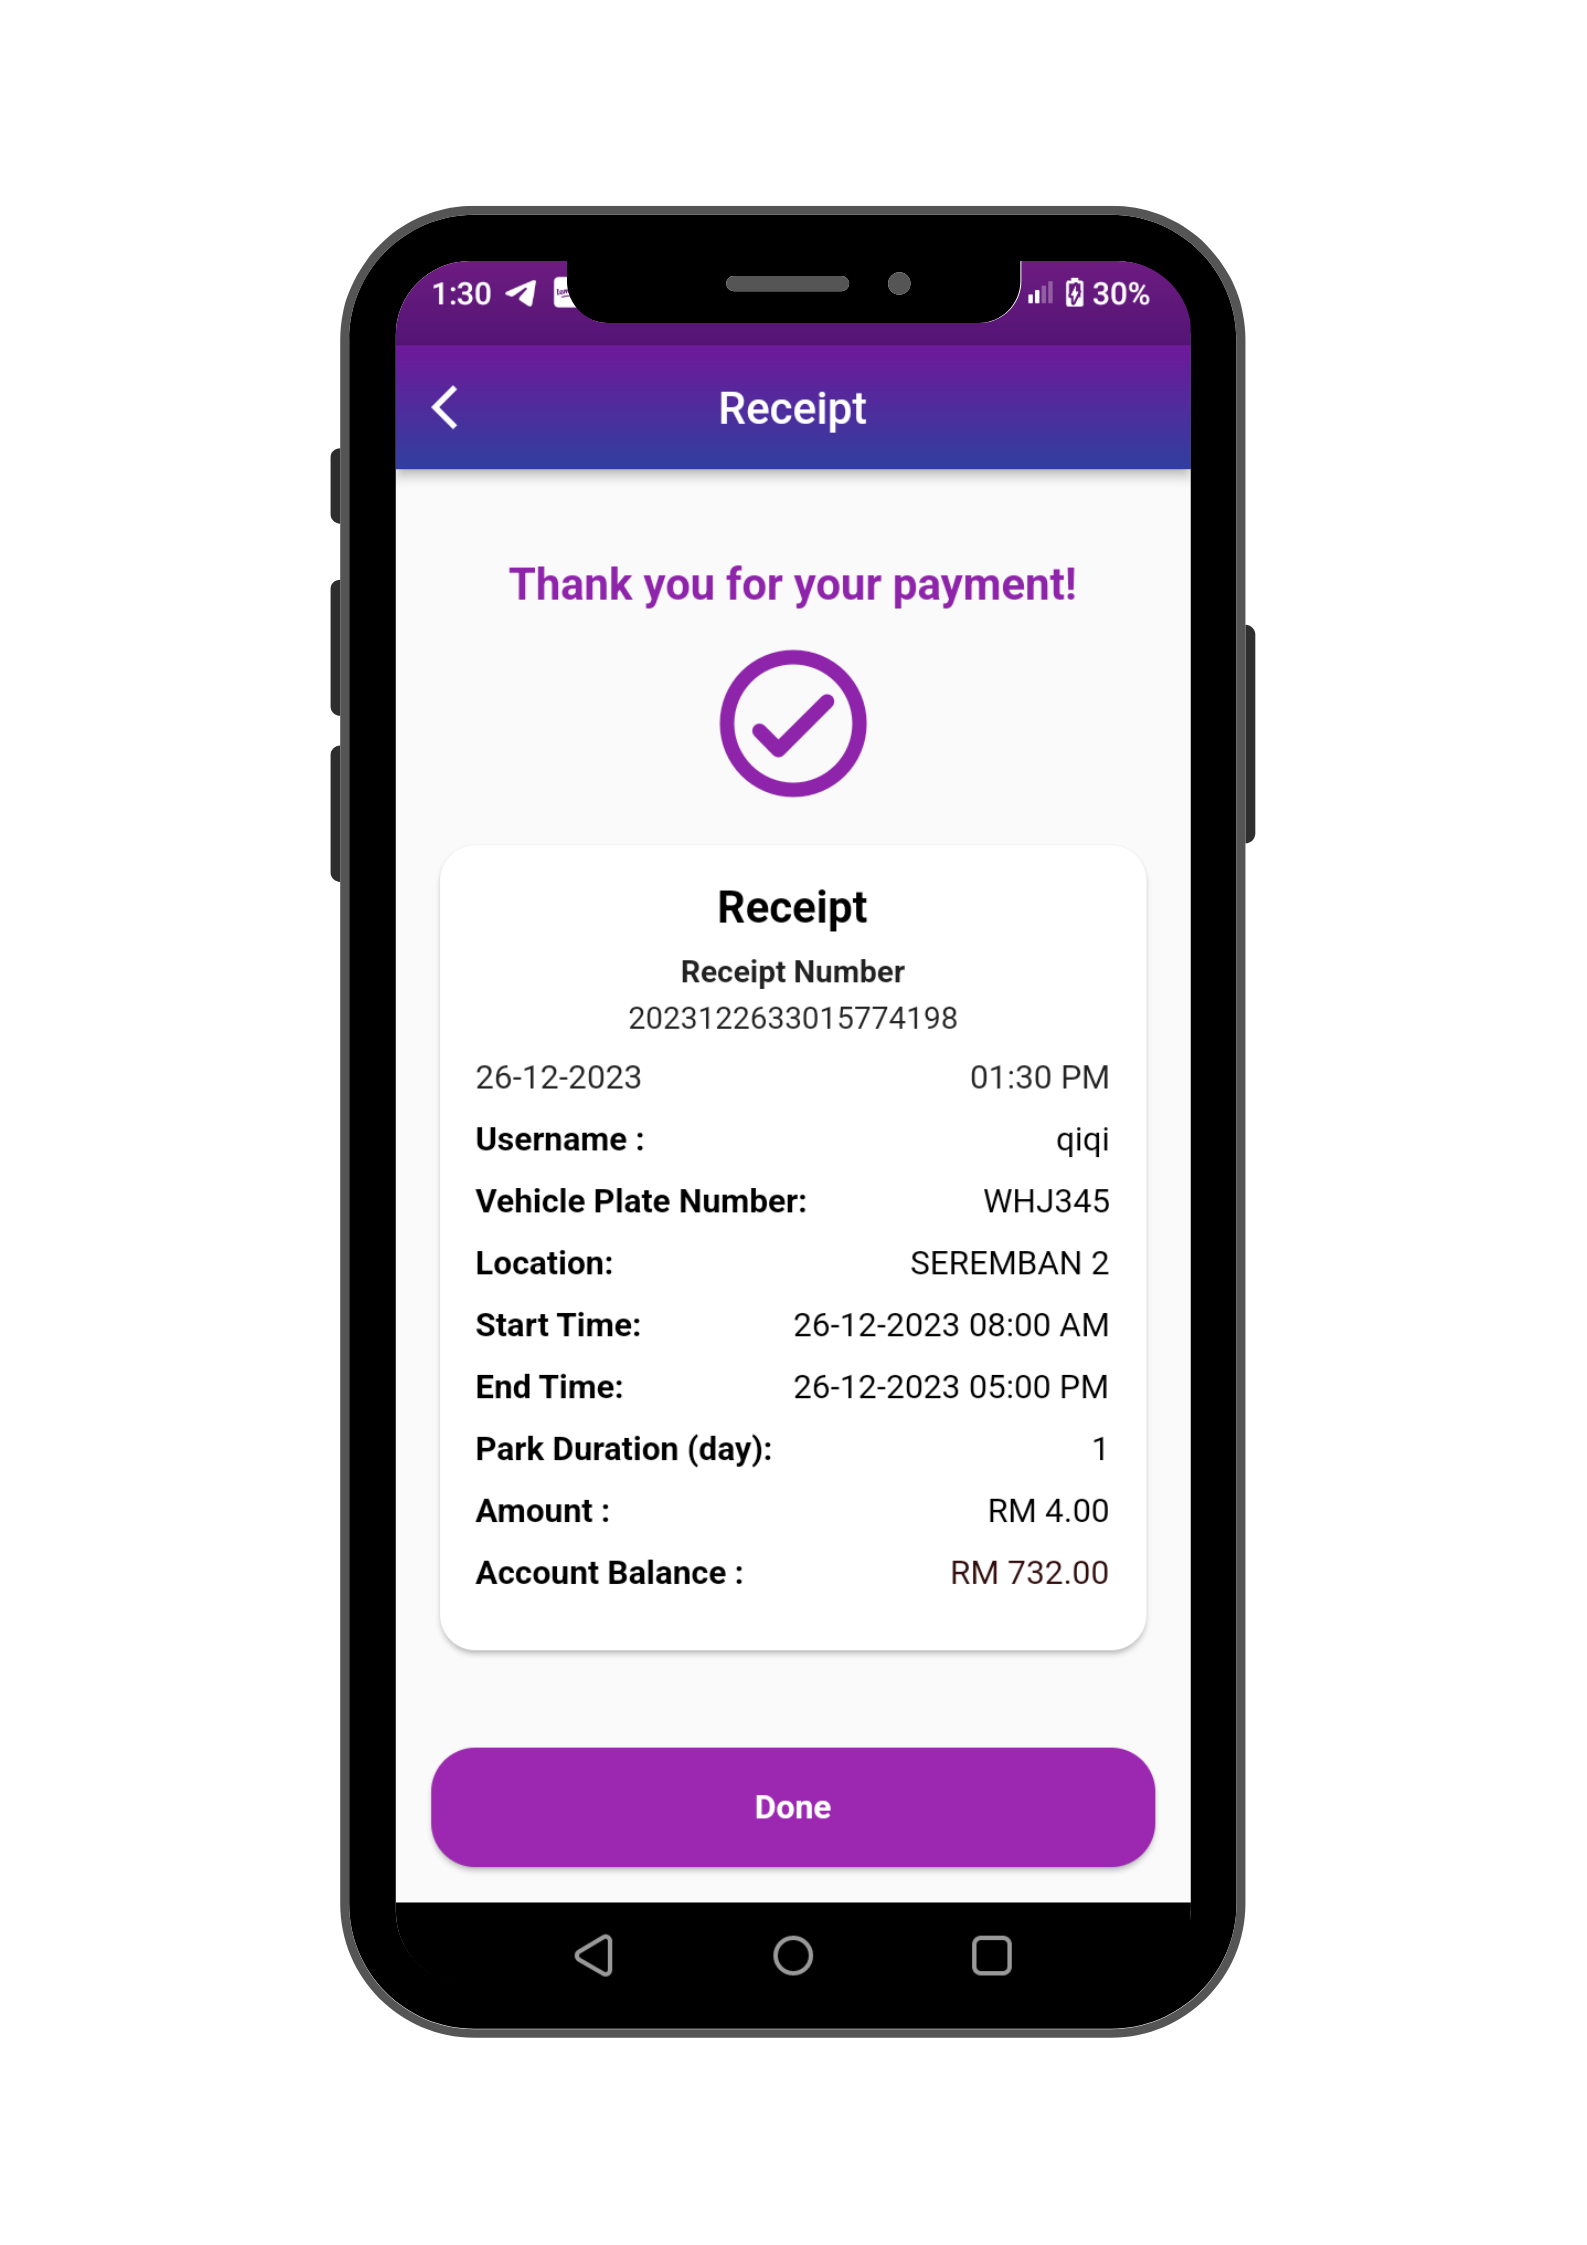 1:30 30%
Receipt
Thank you for your payment!
Receipt
Receipt Number
2023122633015774198
26-12-2023 01:30 PM
Username : qiqi
Vehicle Plate Number: WHJ345
Location: SEREMBAN 2
Start Time: 26-12-2023 08:00 AM
End Time: 26-12-2023 05:00 PM
Park Duration (day): 1
Amount : RM 4.00
Account Balance : RM 732.00
Done